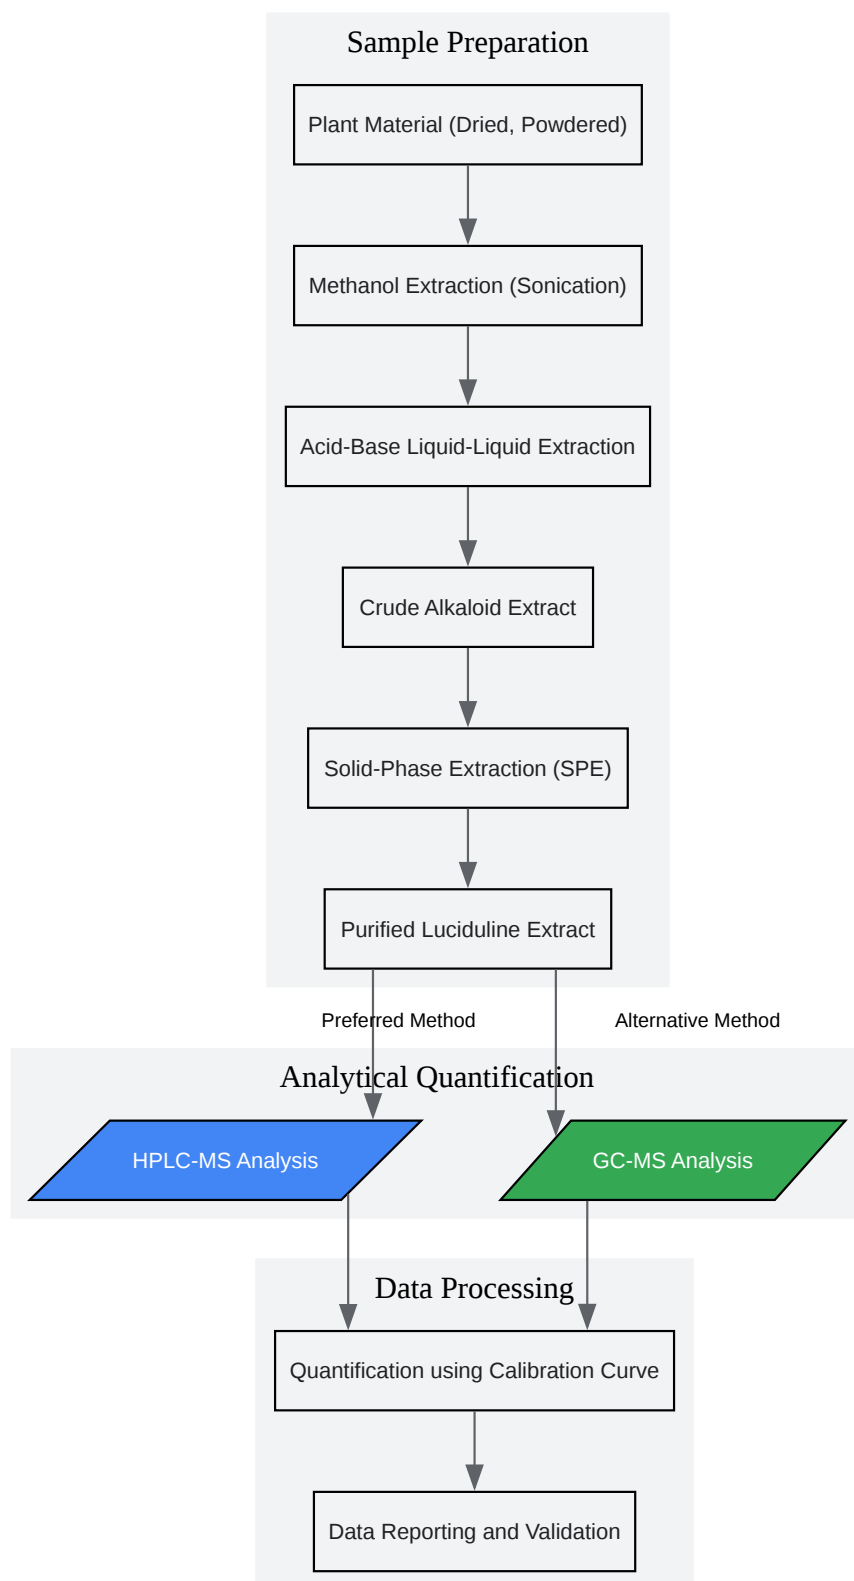 Sample Preparation
Plant Material (Dried, Powdered)
Methanol Extraction (Sonication)
Acid-Base Liquid-Liquid Extraction
Crude Alkaloid Extract
Solid-Phase Extraction (SPE)
Purified Luciduline Extract
Preferred Method
Alternative Method
Analytical Quantification
HPLC-MS Analysis
GC-MS Analysis
Data Processing
Quantification using Calibration Curve
Data Reporting and Validation